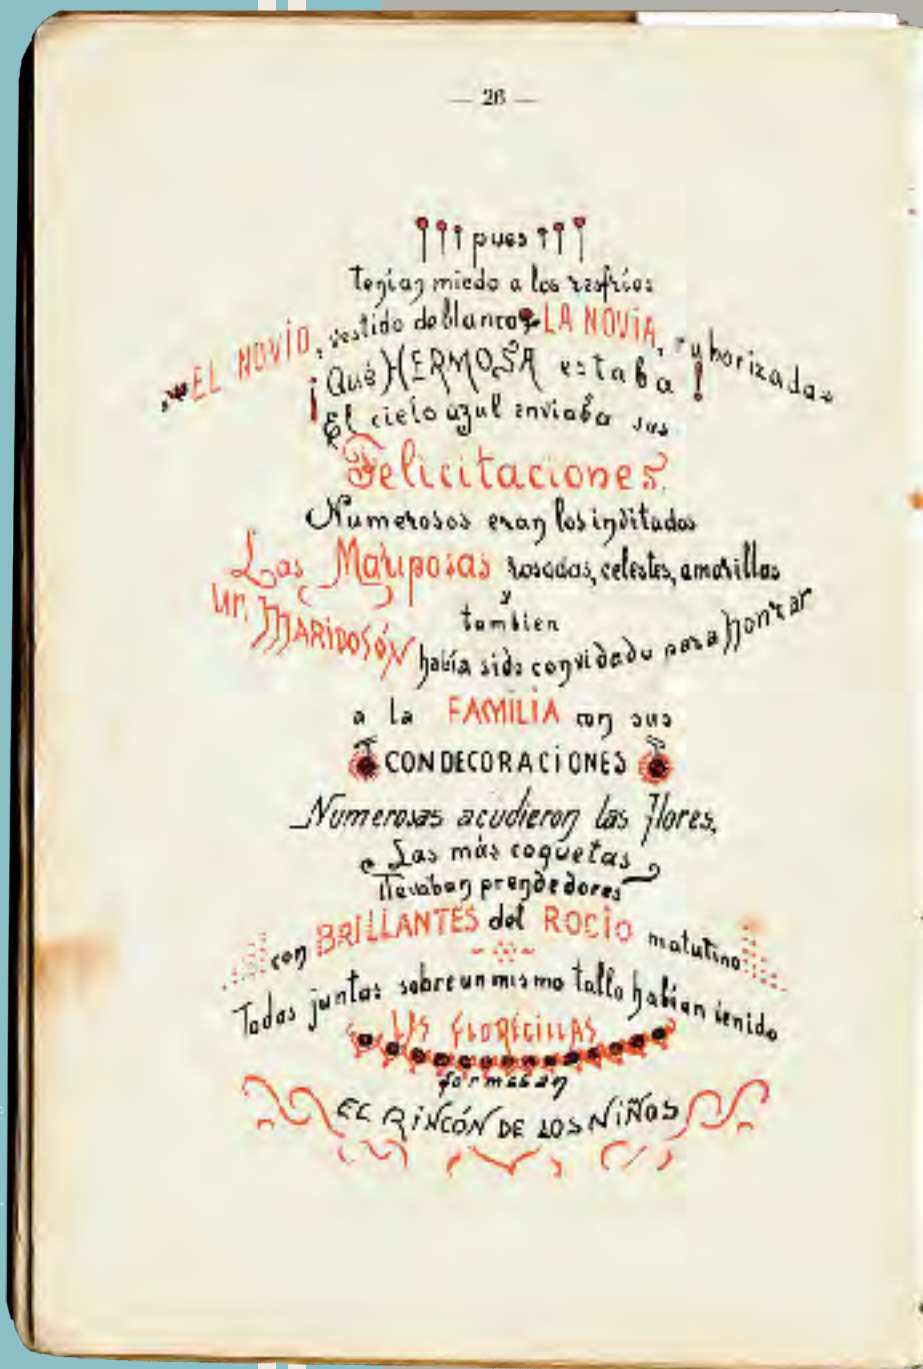 — 26 —
¡¡¡ pues !!!
tenían miedo a los resfríos
EL NOVIO, vestido de blanco LA NOVIA, ruborizada
¡Qué HERMOSA estaba!
El cielo azul enviaba sus
Felicitaciones.
Numerosos eran los invitados
Las Mariposas rosadas, celestes, amarillas
y
tambien
Un MARIPOSÓN había sido convidado para honrar
a la FAMILIA con sus
CONDECORACIONES
Numerosas acudieron las flores.
Las más coquetas
llevaban prendedores
con BRILLANTES del ROCÍO matutino
Todas juntas sobre un mismo tallo habían venido
LAS FLORECILLAS
formaban
EL RINCÓN DE LOS NIÑOS